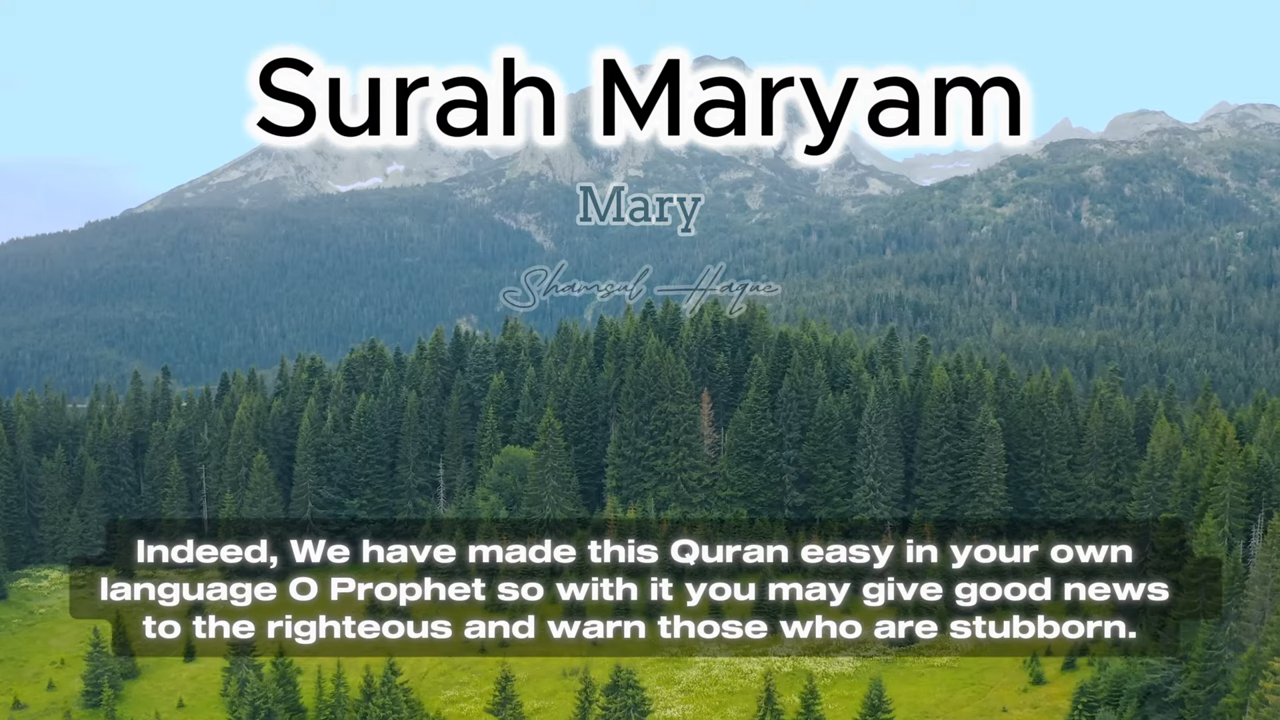 Surah Maryam
Mary
Shamsul Haque
Indeed, We have made this Quran easy in your own
language O Prophet so with it you may give good news
to the righteous and warn those who are stubborn.